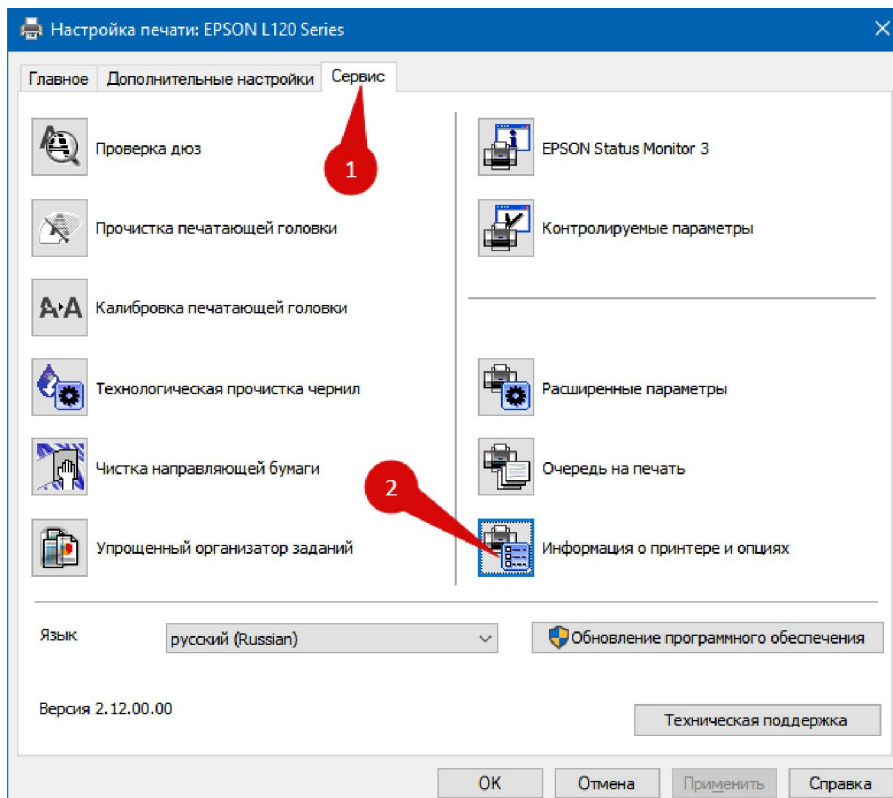 Настройка печати: EPSON L120 Series
Главное
Дополнительные настройки
Сервис
1
Проверка дюз
Прочистка печатающей головки
A·A
Калибровка печатающей головки
Технологическая прочистка чернил
Чистка направляющей бумаги
Упрощенный организатор заданий
EPSON Status Monitor 3
Контролируемые параметры
Расширенные параметры
Очередь на печать
2
Информация о принтере и опциях
Язык
русский (Russian)
Обновление программного обеспечения
Версия 2.12.00.00
Техническая поддержка
OK
Отмена
Применить
Справка